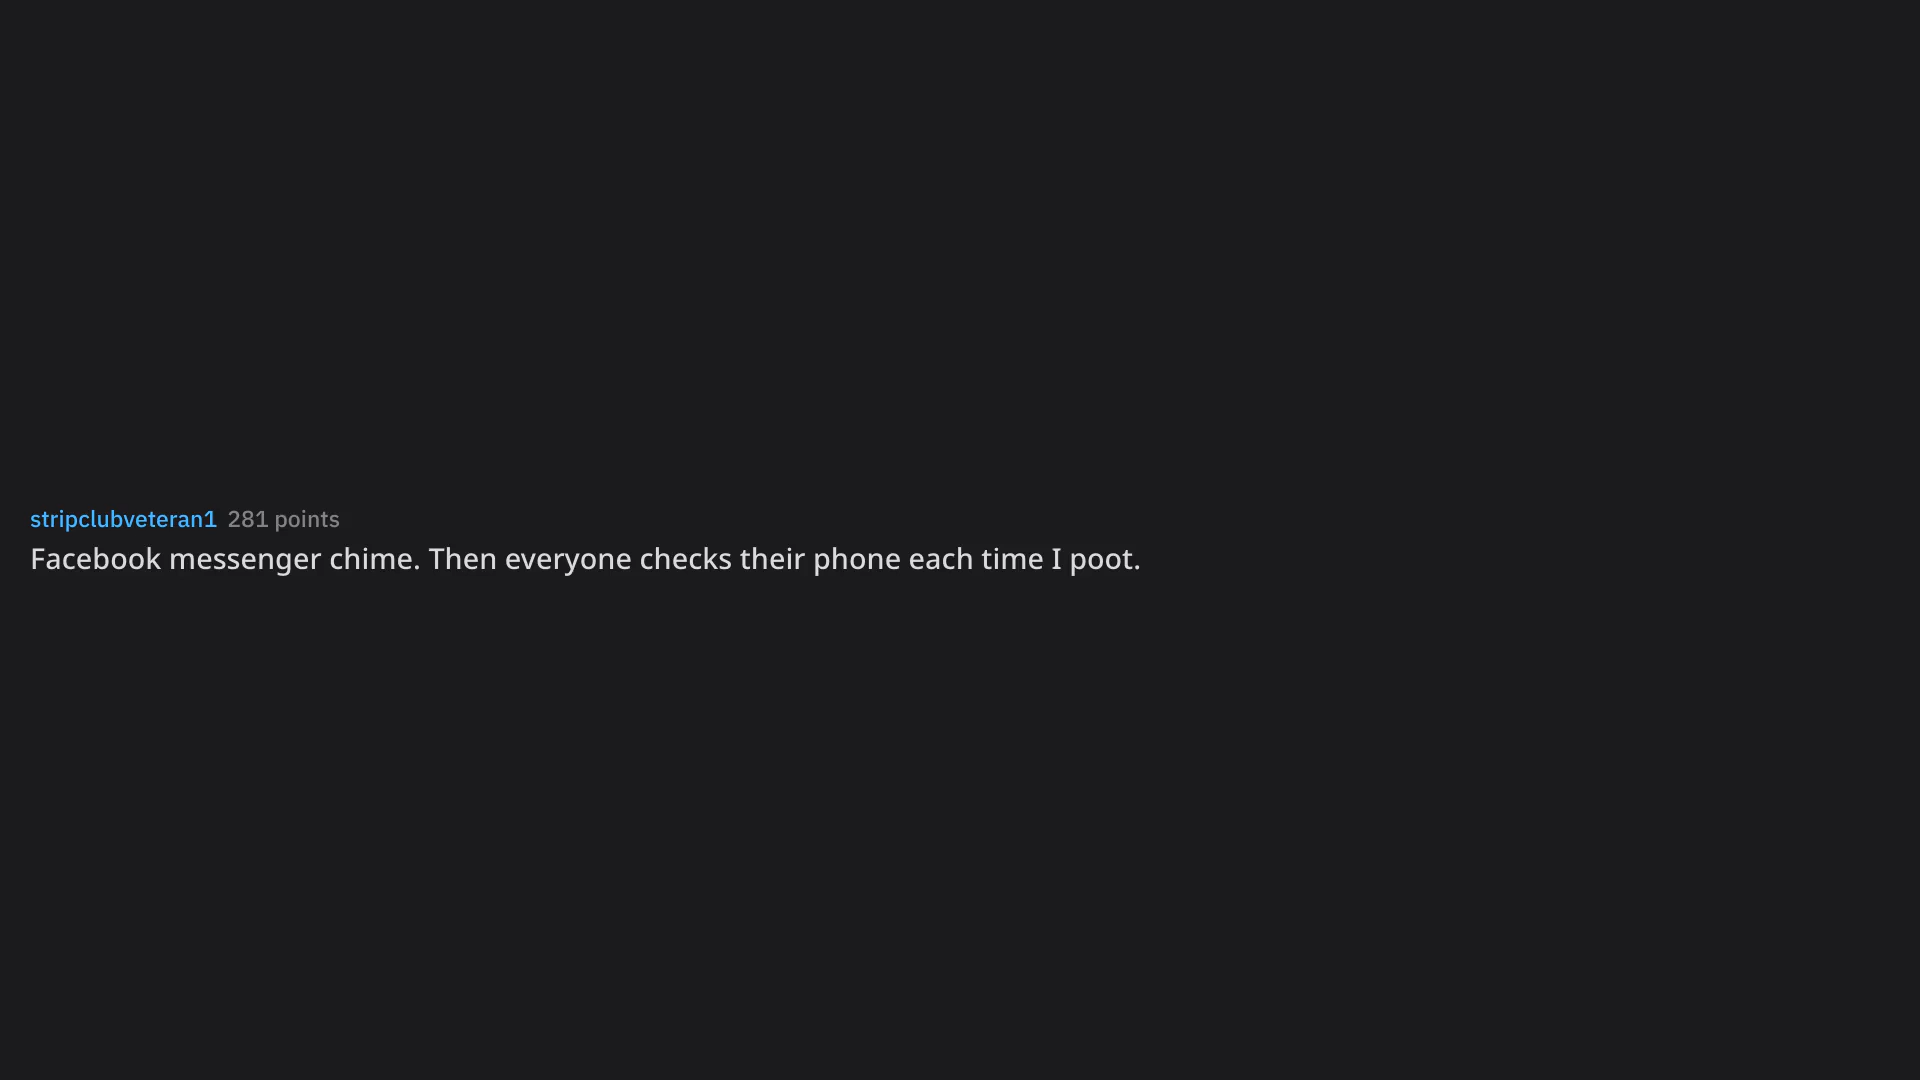 stripclubveteran1 281 points
Facebook messenger chime. Then everyone checks their phone each time I poot.